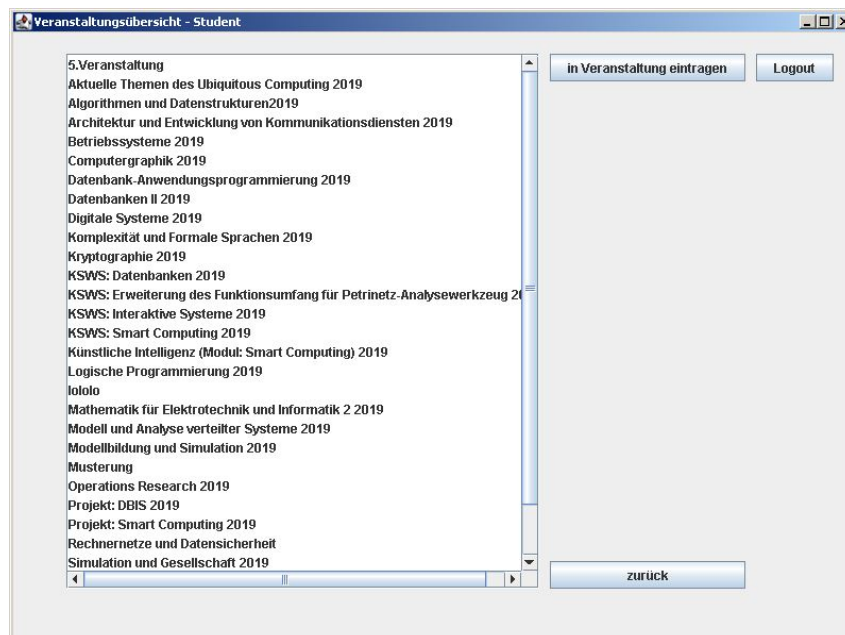 Veranstaltungsübersicht - Student
5.Veranstaltung
Aktuelle Themen des Ubiquitous Computing 2019
Algorithmen und Datenstrukturen2019
Architektur und Entwicklung von Kommunikationsdiensten 2019
Betriebssysteme 2019
Computergraphik 2019
Datenbank-Anwendungsprogrammierung 2019
Datenbanken II 2019
Digitale Systeme 2019
Komplexität und Formale Sprachen 2019
Kryptographie 2019
KSWS: Datenbanken 2019
KSWS: Erweiterung des Funktionsumfang für Petrinetz-Analysewerkzeug
KSWS: Interaktive Systeme 2019
KSWS: Smart Computing 2019
Künstliche Intelligenz (Modul: Smart Computing) 2019
Logische Programmierung 2019
lololo
Mathematik für Elektrotechnik und Informatik 2 2019
Modell und Analyse verteilter Systeme 2019
Modellbildung und Simulation 2019
Musterung
Operations Research 2019
Projekt: DBIS 2019
Projekt: Smart Computing 2019
Rechnernetze und Datensicherheit
Simulation und Gesellschaft 2019
in Veranstaltung eintragen
Logout
zurück